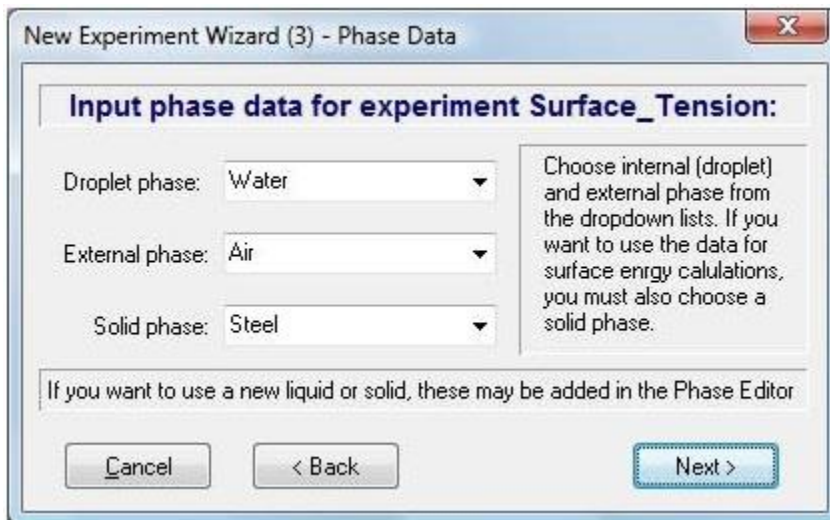 New Experiment Wizard (3) - Phase Data
Input phase data for experiment Surface_Tension:
Droplet phase: Water
External phase: Air
Solid phase: Steel
Choose internal (droplet)
and external phase from
the dropdown lists. If you
want to use the data for
surface enrgy calulations,
you must also choose a
solid phase.
If you want to use a new liquid or solid, these may be added in the Phase Editor
Cancel
< Back
Next >